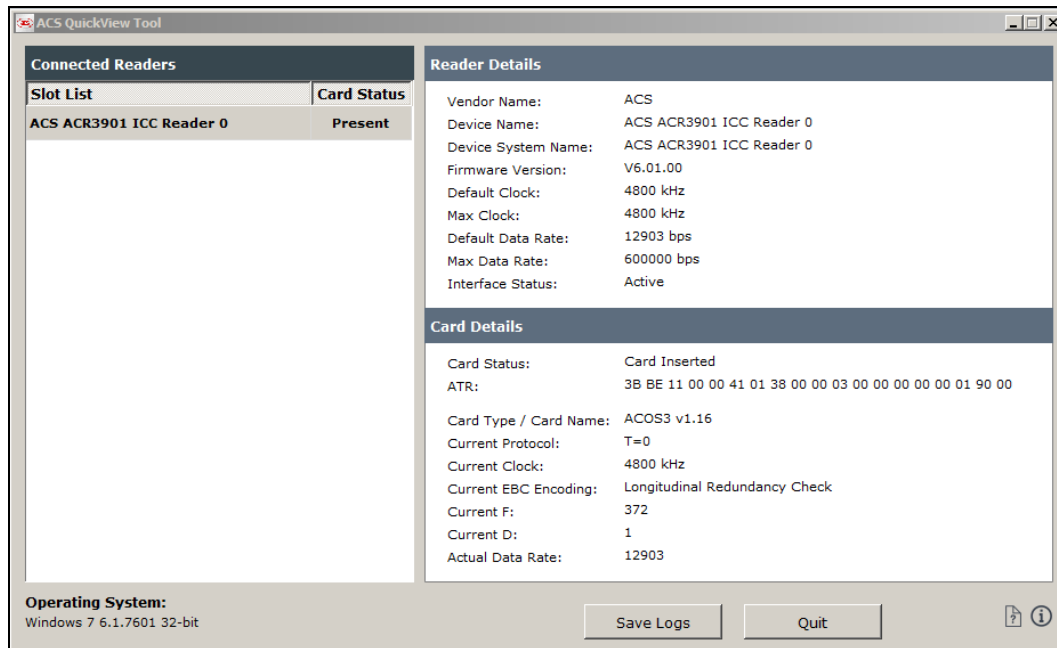 ACS QuickView Tool
Connected Readers
Slot List Card Status
ACS ACR3901 ICC Reader 0 Present
Reader Details
Vendor Name: ACS
Device Name: ACS ACR3901 ICC Reader 0
Device System Name: ACS ACR3901 ICC Reader 0
Firmware Version: V6.01.00
Default Clock: 4800 kHz
Max Clock: 4800 kHz
Default Data Rate: 12903 bps
Max Data Rate: 600000 bps
Interface Status: Active
Card Details
Card Status: Card Inserted
ATR: 3B BE 11 00 00 41 01 38 00 00 03 00 00 00 00 00 01 90 00
Card Type / Card Name: ACOS3 v1.16
Current Protocol: T=0
Current Clock: 4800 kHz
Current EBC Encoding: Longitudinal Redundancy Check
Current F: 372
Current D: 1
Actual Data Rate: 12903
Operating System:
Windows 7 6.1.7601 32-bit
Save Logs Quit